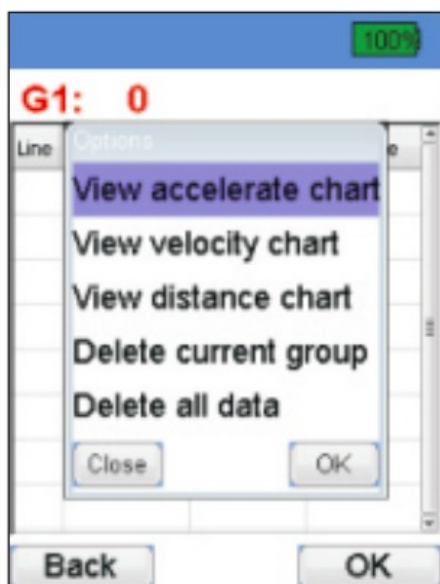 100%
G1: 0
Line e
Options
View accelerate chart
View velocity chart
View distance chart
Delete current group
Delete all data
Close OK
Back OK